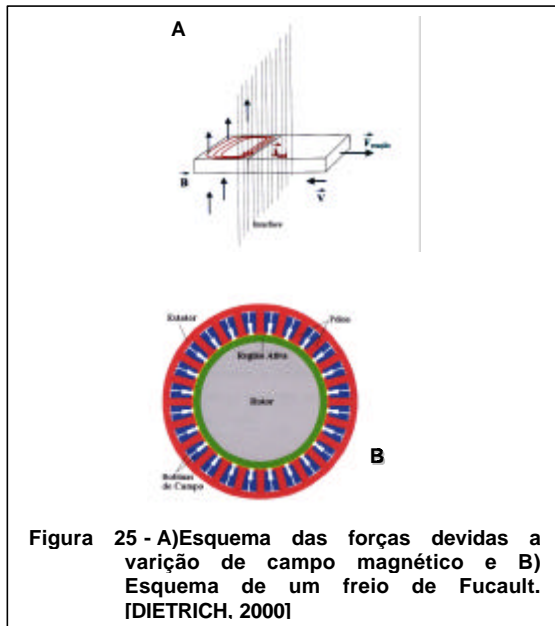 A
B
V
Interface
Estator
Pólos
Região Ativa
Rotor
Bobinas
de Campo
B
Figura 25 - A)Esquema das forças devidas a
varição de campo magnético e B)
Esquema de um freio de Fucault.
[DIETRICH, 2000]